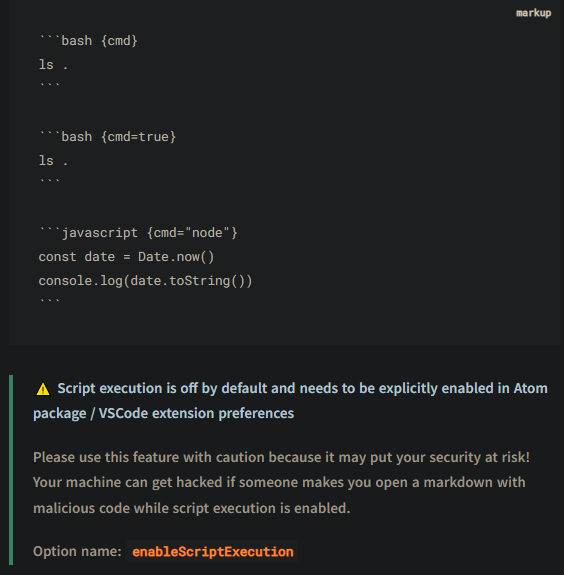 markup
```bash {cmd}
ls .
```
```bash {cmd=true}
ls .
```
```javascript {cmd="node"}
const date = Date.now()
console.log(date.toString())
```
⚠️ Script execution is off by default and needs to be explicitly enabled in Atom
package / VSCode extension preferences
Please use this feature with caution because it may put your security at risk!
Your machine can get hacked if someone makes you open a markdown with
malicious code while script execution is enabled.
Option name: enableScriptExecution